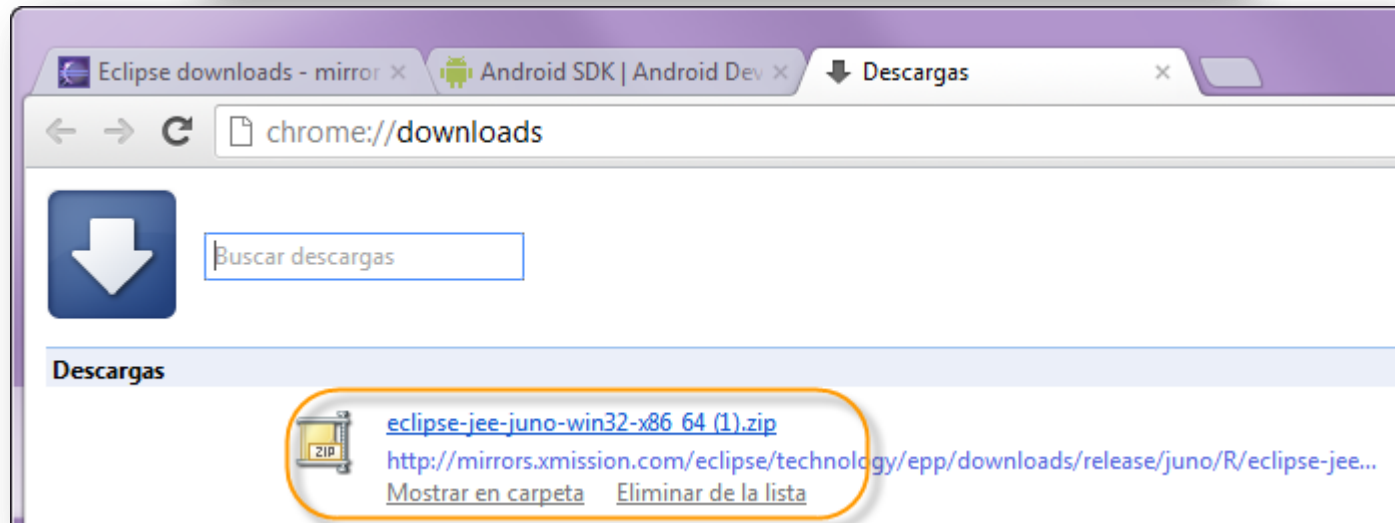 Eclipse downloads - mirror
Android SDK | Android Dev
Descargas
chrome://downloads
Buscar descargas
Descargas
eclipse-jee-juno-win32-x86_64 (1).zip
ZIP
http://mirrors.xmission.com/eclipse/technology/epp/downloads/release/juno/R/eclipse-jee...
Mostrar en carpeta Eliminar de la lista